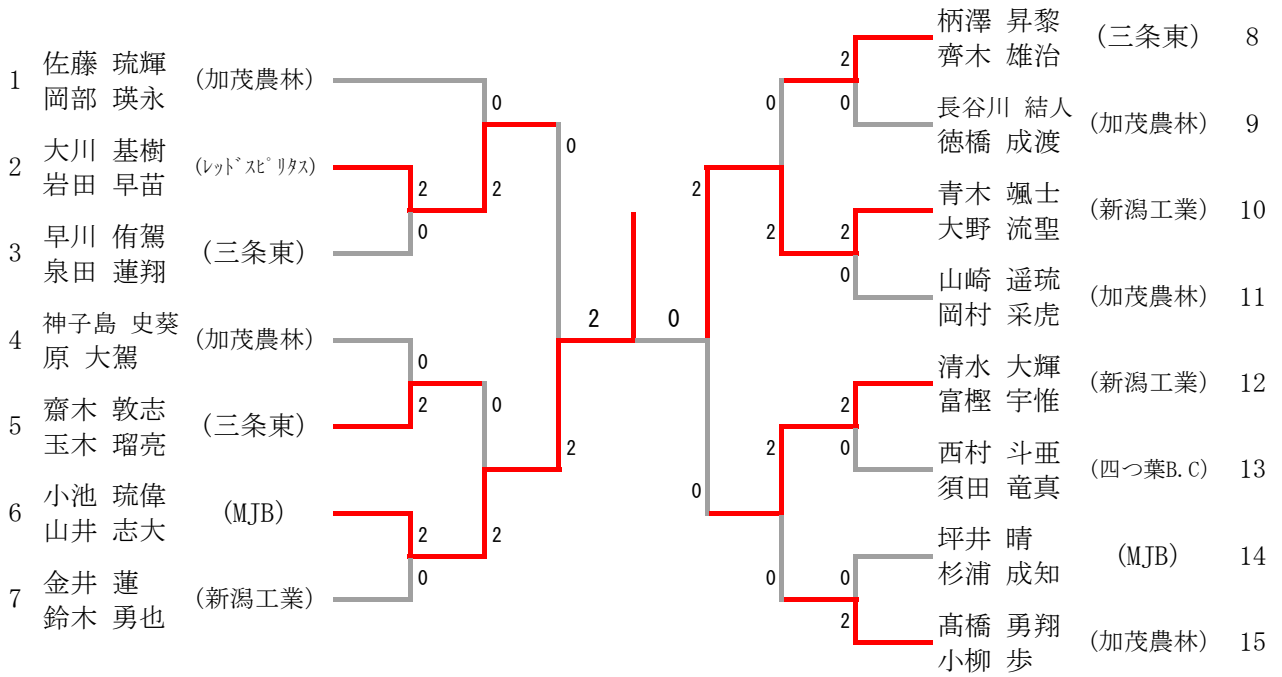 1 佐藤 琉輝 (加茂農林)
岡部 瑛永
2 大川 基樹 (ﾚｯﾄﾞｽﾋﾟﾘﾀｽ)
岩田 早苗
3 早川 侑駕 (三条東)
泉田 蓮翔
4 神子島 史葵 (加茂農林)
原 大駕
5 齋木 敦志 (三条東)
玉木 瑠亮
6 小池 琉偉 (MJB)
山井 志大
7 金井 蓮 (新潟工業)
鈴木 勇也
0
2
2
0
0
2
0
2
2
0
0
2
2 0
2
0
2
0
0
2
2
0
2
0
2
0
0
2
柄澤 昇黎 (三条東) 8
齊木 雄治
長谷川 結人 (加茂農林) 9
徳橋 成渡
青木 颯士 (新潟工業) 10
大野 流聖
山崎 遥琉 (加茂農林) 11
岡村 采虎
清水 大輝 (新潟工業) 12
富樫 宇惟
西村 斗亜 (四つ葉B.C) 13
須田 竜真
坪井 晴 (MJB) 14
杉浦 成知
髙橋 勇翔 (加茂農林) 15
小柳 歩